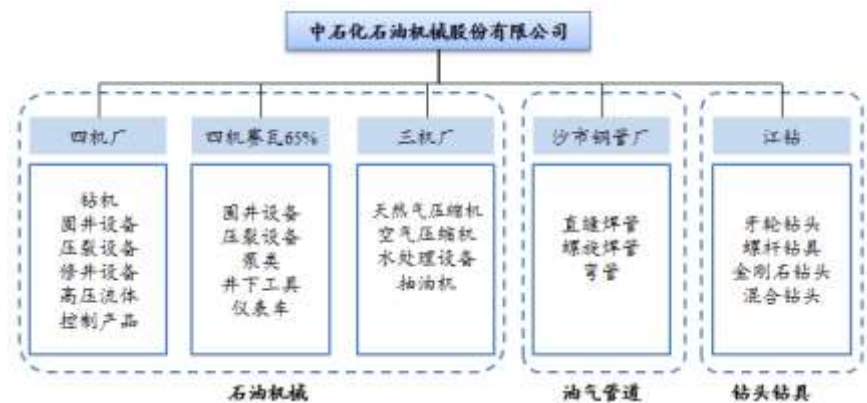 中石化石油机械股份有限公司
四机厂
四机赛瓦65%
三机厂
沙市钢管厂
江钻
钻机
固井设备
压裂设备
修井设备
高压流体
控制产品
固井设备
压裂设备
泵类
井下工具
仪表车
天然气压缩机
空气压缩机
水处理设备
抽油机
直缝焊管
螺旋焊管
弯管
牙轮钻头
螺杆钻具
金刚石钻头
混合钻头
石油机械
油气管道
钻头钻具